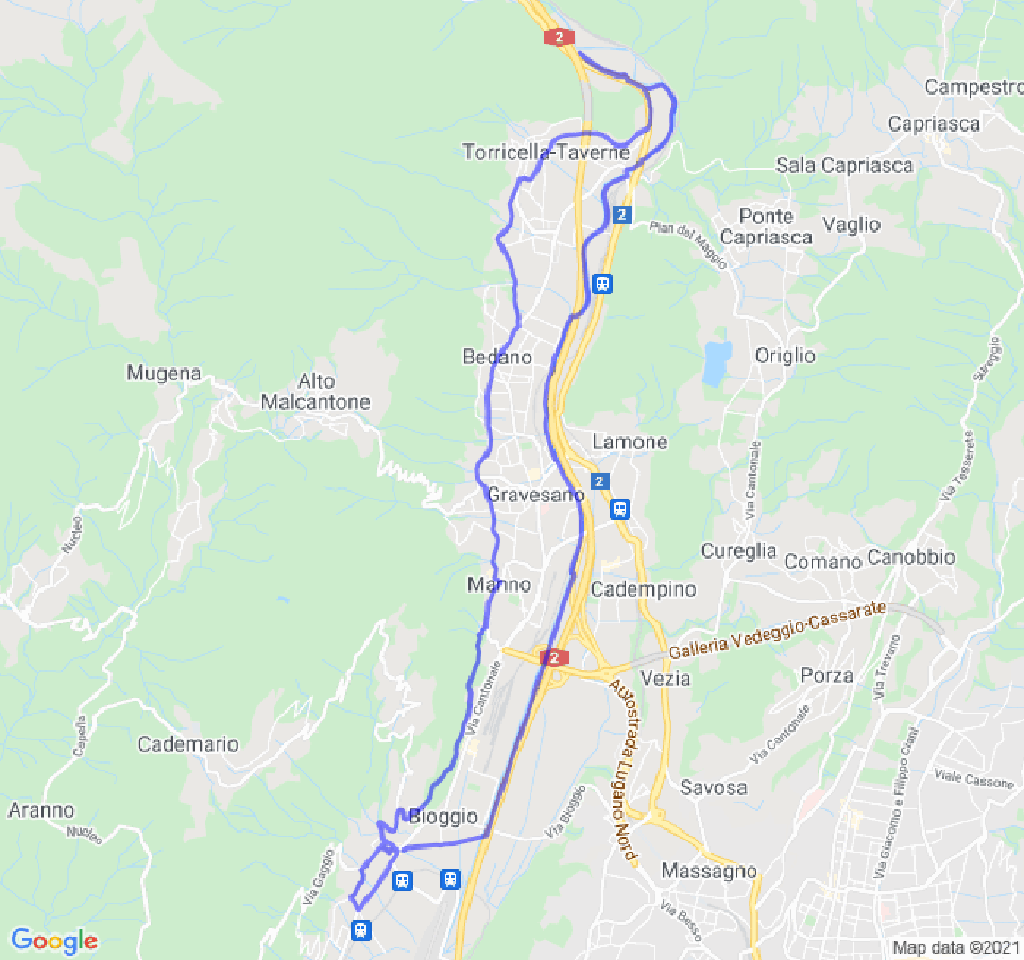 2
Campestro
Capriasca
Torricella-Taverne
Sala Capriasca
2
Ponte
Capriasca
Vaglio
Pian dal Maggio
Bedano
Origlio
Mugena
Alto
Malcantone
Sureggio
Lamone
Via Cantonale
Via Tesserete
2
Gravesano
Nucleo
Cureglia
Comano
Canobbio
Manno
Cadempino
Galleria Vedeggio-Cassarate
2
Vezia
Porza
Via Trevano
Via Cantonale
Cademario
Autostrada Lugano Nord
Via Cantonale
Via Giacomo e Filippo Ciani
Viale Cassone
Savosa
Aranno
Nucleo
Bioggio
Via Bioggio
Via Gaggio
Massagno
Via Besso
Google
Map data ©2021